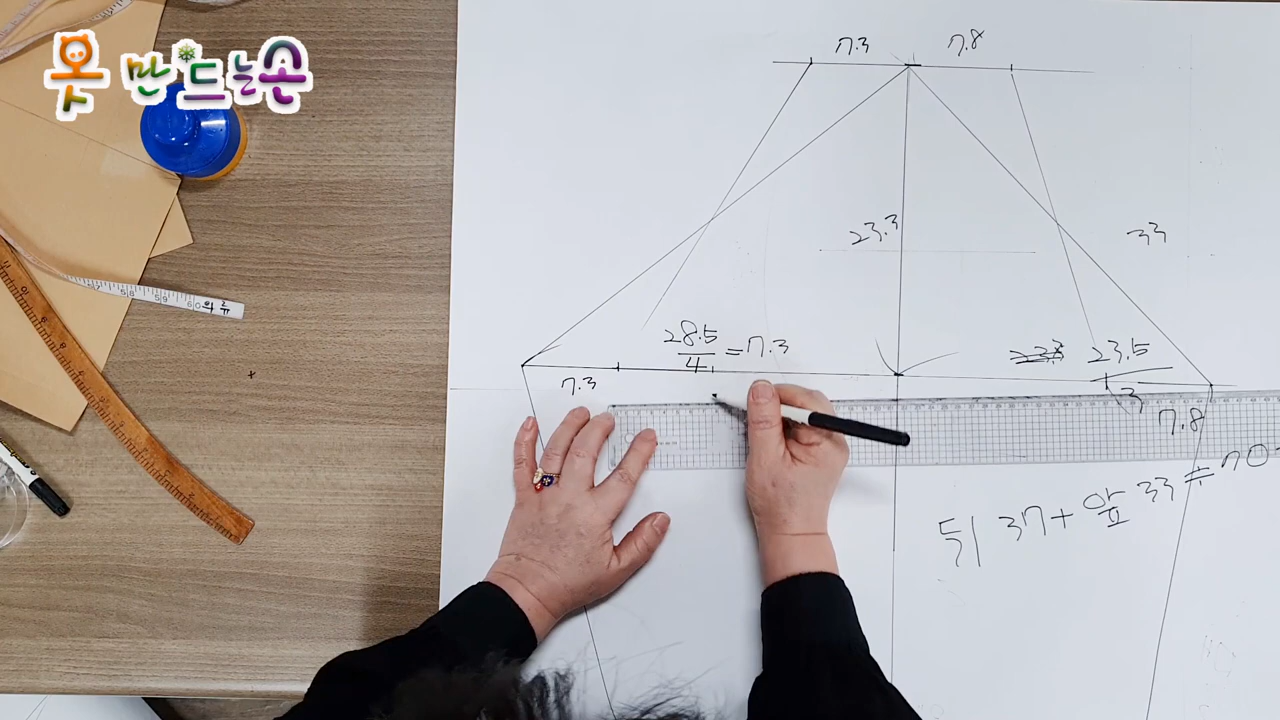 옷 만드는손
7.3 7.8
23.3
33
28.5/4 = 7.3
23.5/3
7.3
7.8
뒤 37 + 앞 33 = 70